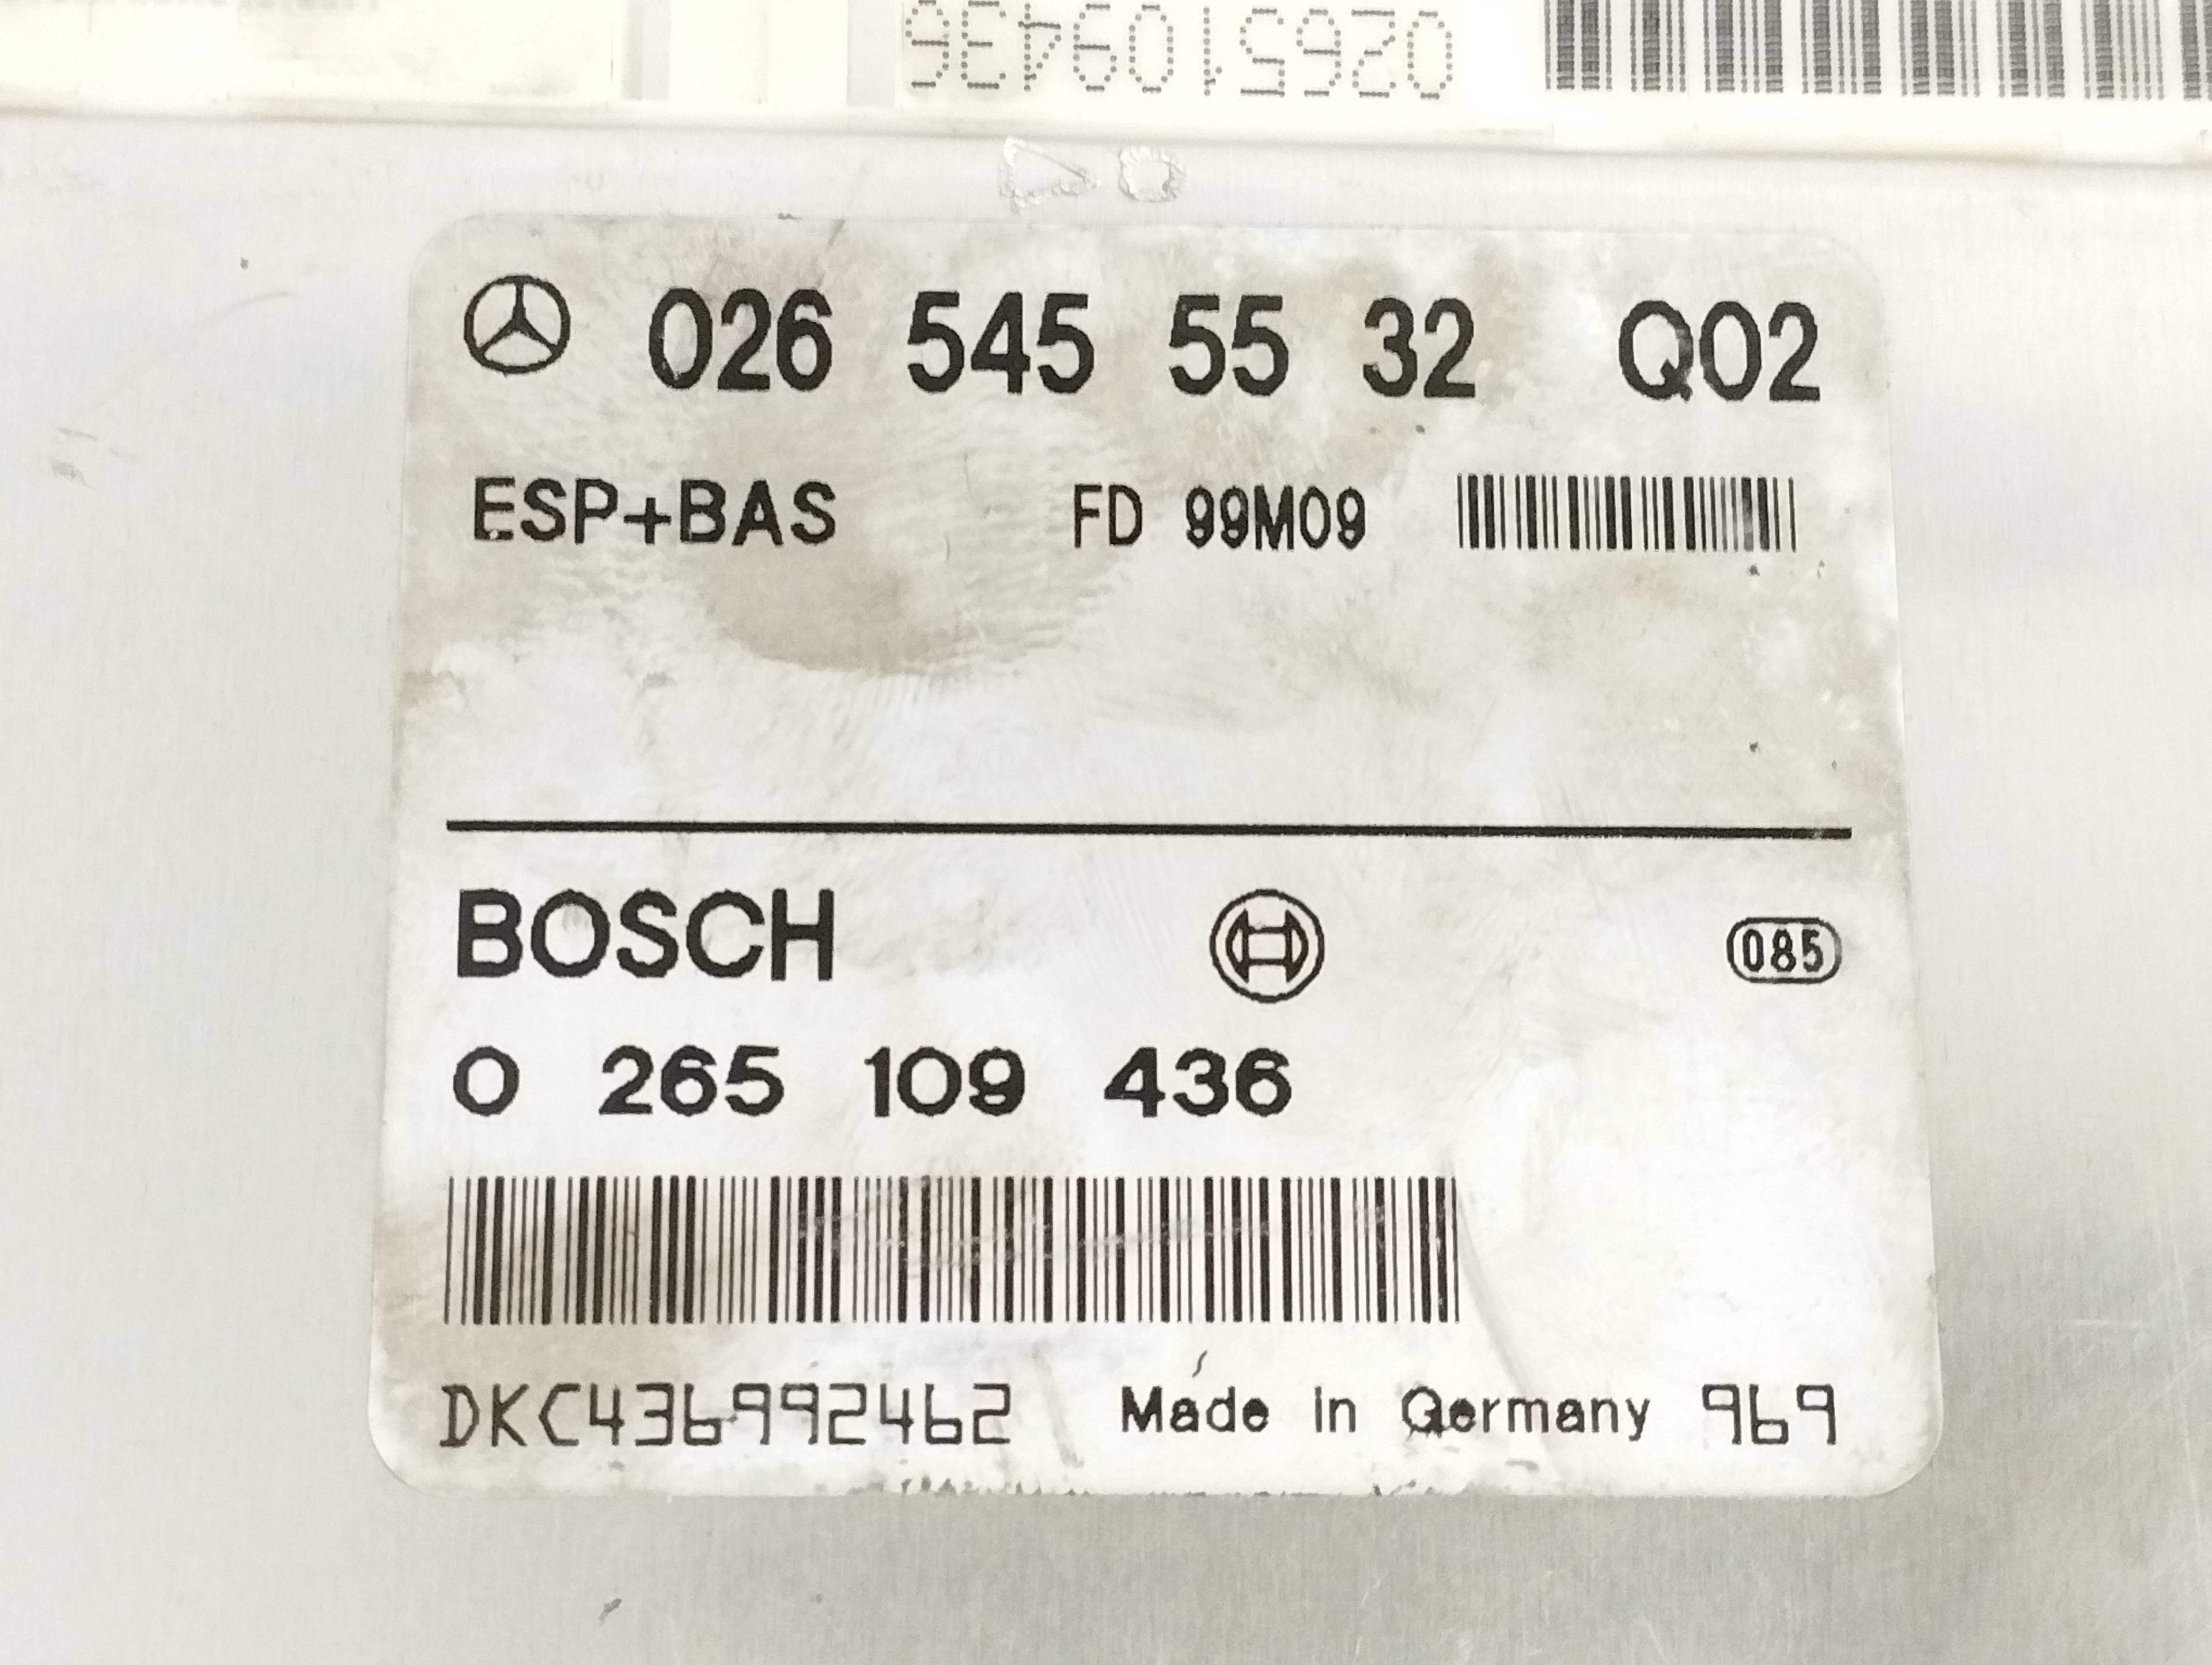 0265109436
026 545 55 32 Q02
ESP+BAS FD 99M09
BOSCH 085
0 265 109 436
DKC436992462 Made in Germany 969